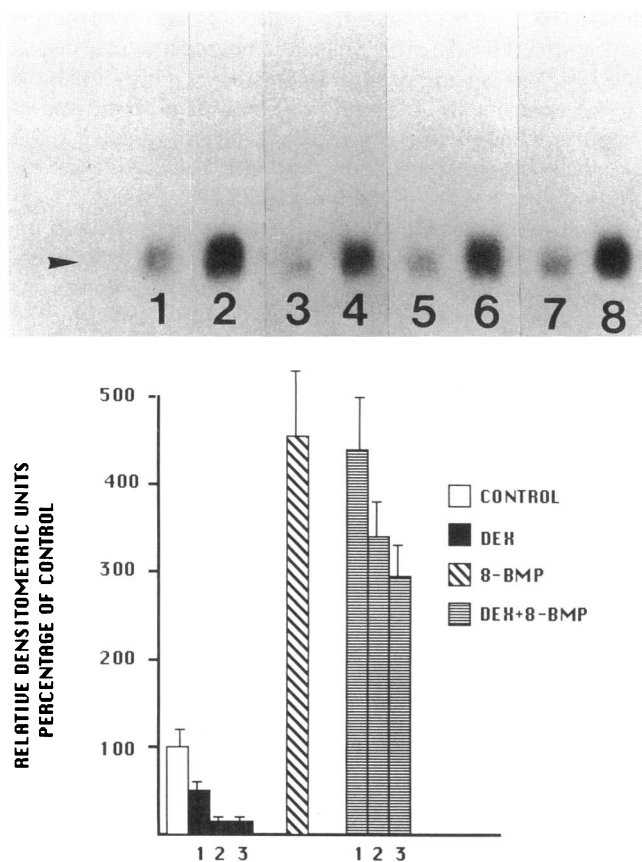 1 2 3 4 5 6 7 8
500
400
300
200
100
RELATIVE DENSITOMETRIC UNITS
PERCENTAGE OF CONTROL
CONTROL
DEX
8-BMP
DEX+8-BMP
1 2 3
1 2 3